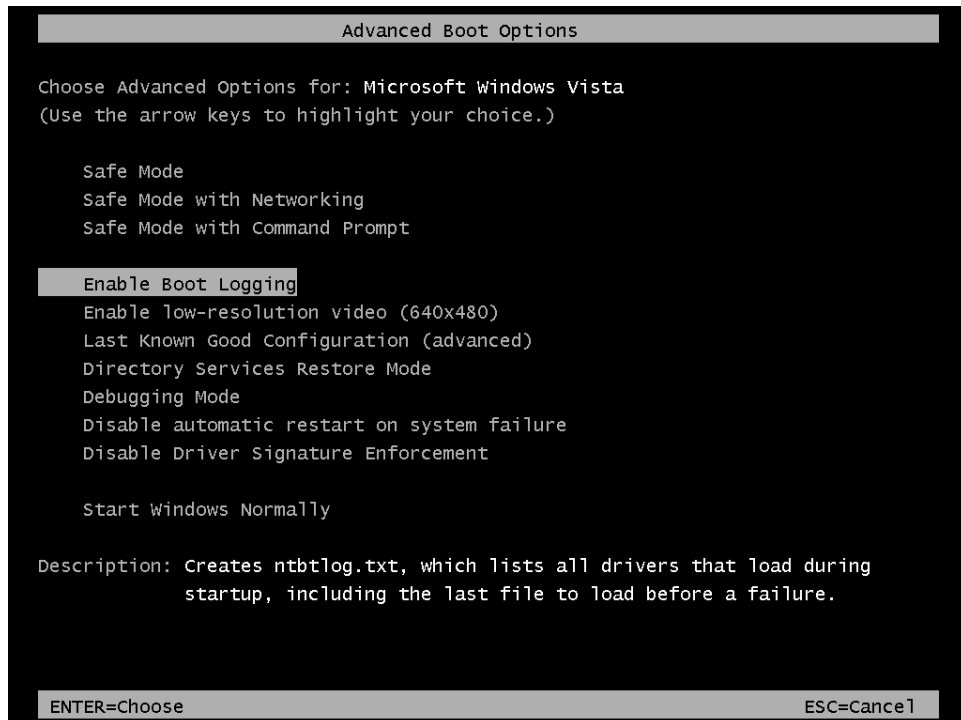 Advanced Boot Options
Choose Advanced Options for: Microsoft Windows Vista
(Use the arrow keys to highlight your choice.)
Safe Mode
Safe Mode with Networking
Safe Mode with Command Prompt
Enable Boot Logging
Enable low-resolution video (640x480)
Last Known Good Configuration (advanced)
Directory Services Restore Mode
Debugging Mode
Disable automatic restart on system failure
Disable Driver Signature Enforcement
Start Windows Normally
Description: Creates ntbtlog.txt, which lists all drivers that load during
startup, including the last file to load before a failure.
ENTER=Choose ESC=Cancel